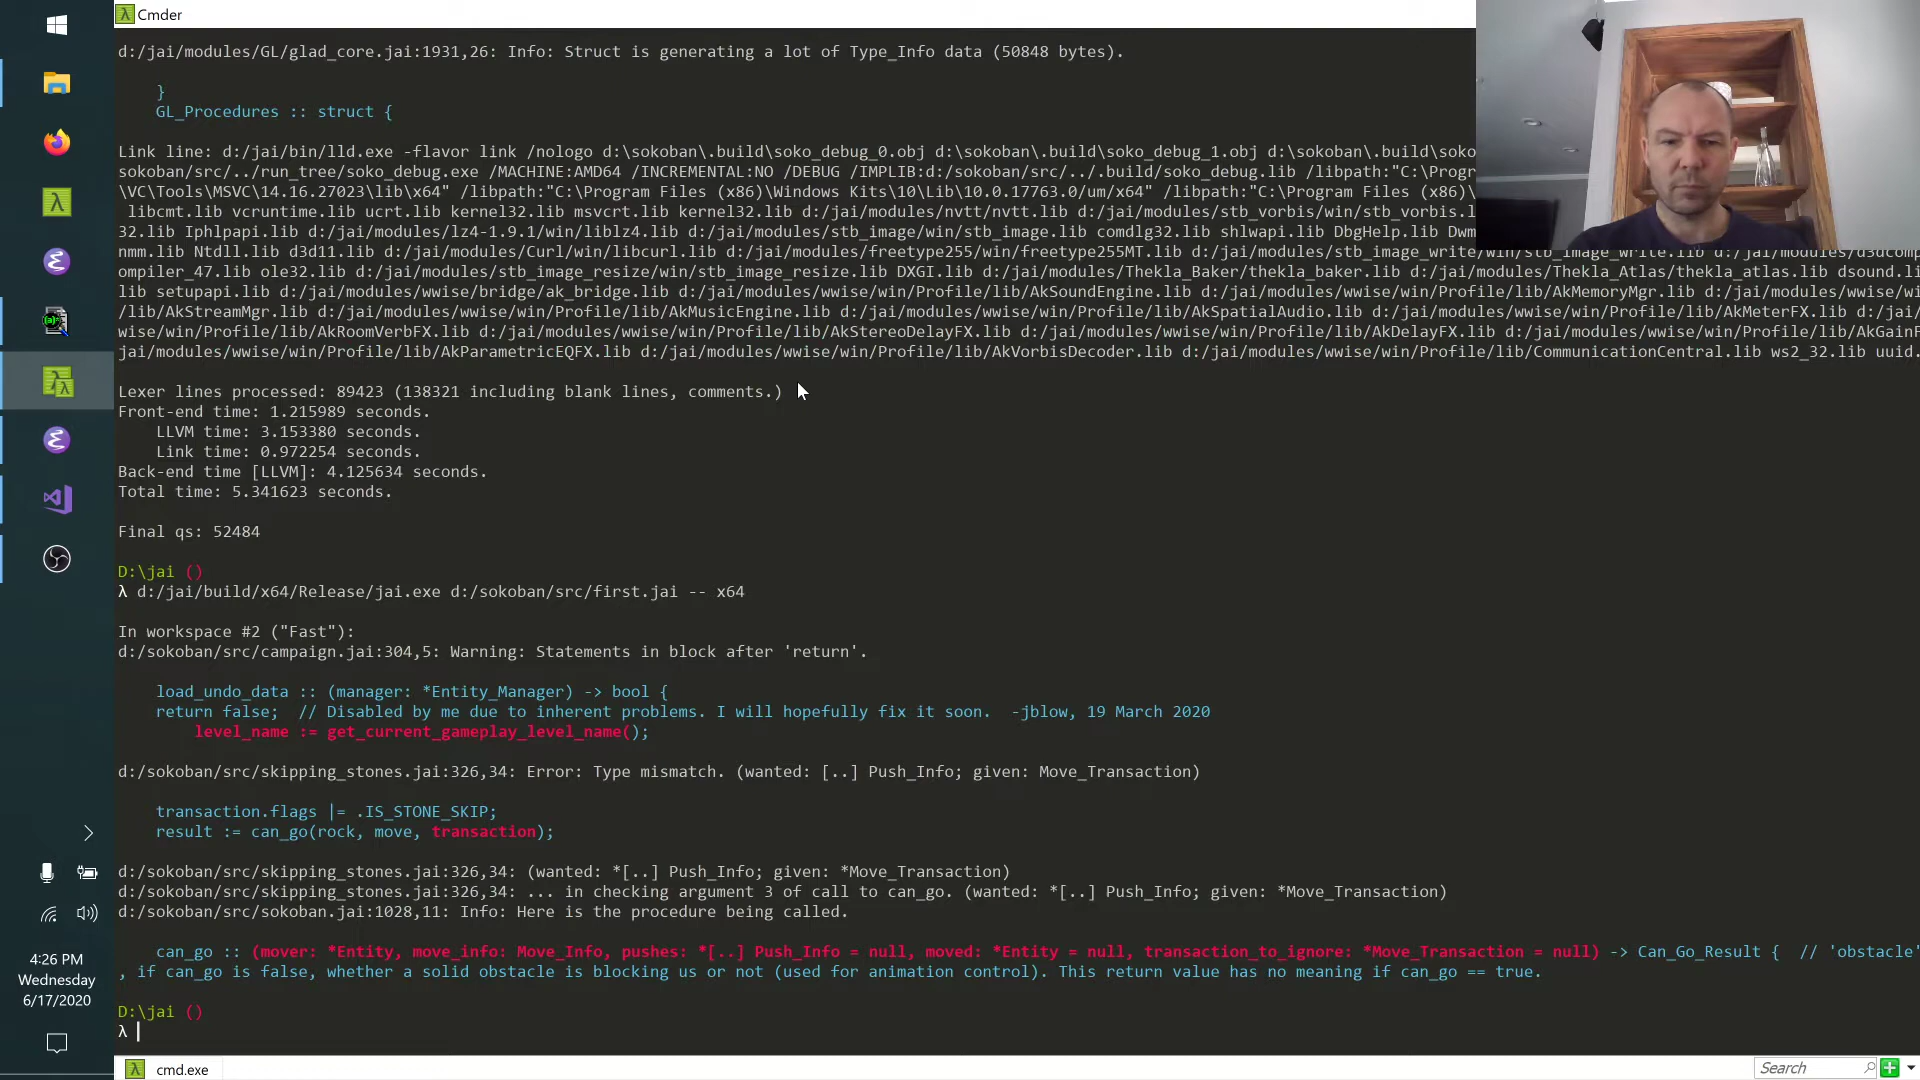 Cmder
d:/jai/modules/GL/glad_core.jai:1931,26: Info: Struct is generating a lot of Type_Info data (50848 bytes).
}
GL_Procedures :: struct {
Link line: d:/jai/bin/lld.exe -flavor link /nologo d:\sokoban\.build\soko_debug_0.obj d:\sokoban\.build\soko_debug_1.obj d:\sokoban\.build\sok
sokoban/src/../run_tree/soko_debug.exe /MACHINE:AMD64 /INCREMENTAL:NO /DEBUG /IMPLIB:d:/sokoban/src/../.build/soko_debug.lib /libpath:"C:\Prog
\VC\Tools\MSVC\14.16.27023\lib\x64" /libpath:"C:\Program Files (x86)\Windows Kits\10\Lib\10.0.17763.0/um/x64" /libpath:"C:\Program Files (x86)\
libcmt.lib vcruntime.lib ucrt.lib kernel32.lib msvcrt.lib kernel32.lib d:/jai/modules/nvtt/nvtt.lib d:/jai/modules/stb_vorbis/win/stb_vorbis.l
32.lib Iphlpapi.lib d:/jai/modules/lz4-1.9.1/win/liblz4.lib d:/jai/modules/stb_image/win/stb_image.lib comdlg32.lib shlwapi.lib DbgHelp.lib Dwm
nmm.lib Ntdll.lib d3d11.lib d:/jai/modules/Curl/win/libcurl.lib d:/jai/modules/freetype255/win/freetype255MT.lib d:/jai/modules/stb_image_write/win/stb_image_write.lib d3dcomp
ompiler_47.lib ole32.lib d:/jai/modules/stb_image_resize/win/stb_image_resize.lib DXGI.lib d:/jai/modules/Thekla_Baker/thekla_baker.lib d:/jai/modules/Thekla_Atlas/thekla_atlas.lib dsound.li
lib setupapi.lib d:/jai/modules/wwise/bridge/ak_bridge.lib d:/jai/modules/wwise/win/Profile/lib/AkSoundEngine.lib d:/jai/modules/wwise/win/Profile/lib/AkMemoryMgr.lib d:/jai/modules/wwise/wi
/lib/AkStreamMgr.lib d:/jai/modules/wwise/win/Profile/lib/AkMusicEngine.lib d:/jai/modules/wwise/win/Profile/lib/AkSpatialAudio.lib d:/jai/modules/wwise/win/Profile/lib/AkMeterFX.lib d:/jai/
wise/win/Profile/lib/AkRoomVerbFX.lib d:/jai/modules/wwise/win/Profile/lib/AkStereoDelayFX.lib d:/jai/modules/wwise/win/Profile/lib/AkDelayFX.lib d:/jai/modules/wwise/win/Profile/lib/AkGainF
jai/modules/wwise/win/Profile/lib/AkParametricEQFX.lib d:/jai/modules/wwise/win/Profile/lib/AkVorbisDecoder.lib d:/jai/modules/wwise/win/Profile/lib/CommunicationCentral.lib ws2_32.lib uuid.
Lexer lines processed: 89423 (138321 including blank lines, comments.)
Front-end time: 1.215989 seconds.
LLVM time: 3.153380 seconds.
Link time: 0.972254 seconds.
Back-end time [LLVM]: 4.125634 seconds.
Total time: 5.341623 seconds.
Final qs: 52484
D:\jai ()
λ d:/jai/build/x64/Release/jai.exe d:/sokoban/src/first.jai -- x64
In workspace #2 ("Fast"):
d:/sokoban/src/campaign.jai:304,5: Warning: Statements in block after 'return'.
load_undo_data :: (manager: *Entity_Manager) -> bool {
return false;  // Disabled by me due to inherent problems. I will hopefully fix it soon.  -jblow, 19 March 2020
level_name := get_current_gameplay_level_name();
d:/sokoban/src/skipping_stones.jai:326,34: Error: Type mismatch. (wanted: [..] Push_Info; given: Move_Transaction)
transaction.flags |= .IS_STONE_SKIP;
result := can_go(rock, move, transaction);
d:/sokoban/src/skipping_stones.jai:326,34: (wanted: *[..] Push_Info; given: *Move_Transaction)
d:/sokoban/src/skipping_stones.jai:326,34: ... in checking argument 3 of call to can_go. (wanted: *[..] Push_Info; given: *Move_Transaction)
d:/sokoban/src/sokoban.jai:1028,11: Info: Here is the procedure being called.
can_go :: (mover: *Entity, move_info: Move_Info, pushes: *[..] Push_Info = null, moved: *Entity = null, transaction_to_ignore: *Move_Transaction = null) -> Can_Go_Result {  // 'obstacle'
, if can_go is false, whether a solid obstacle is blocking us or not (used for animation control). This return value has no meaning if can_go == true.
D:\jai ()
λ
4:26 PM
Wednesday
6/17/2020
cmd.exe
Search